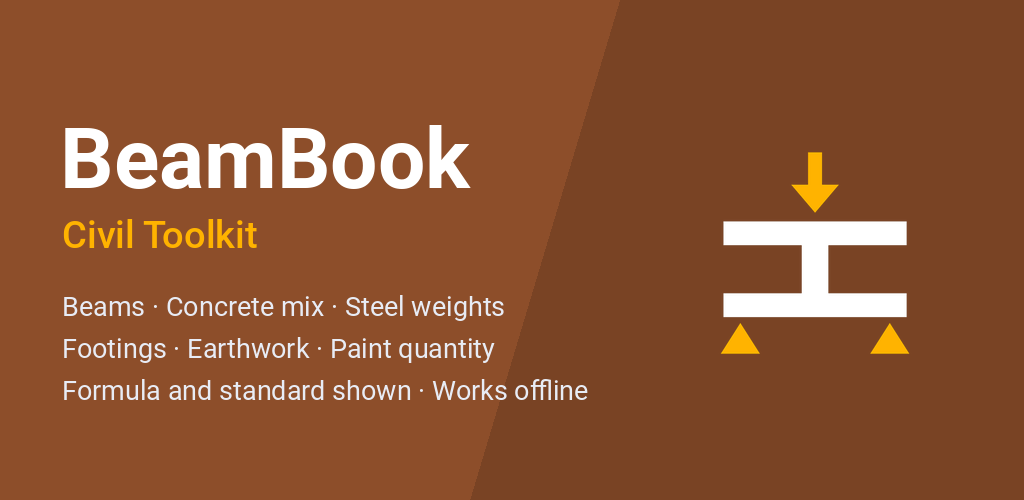 BeamBook
Civil Toolkit
Beams · Concrete mix · Steel weights
Footings · Earthwork · Paint quantity
Formula and standard shown · Works offline